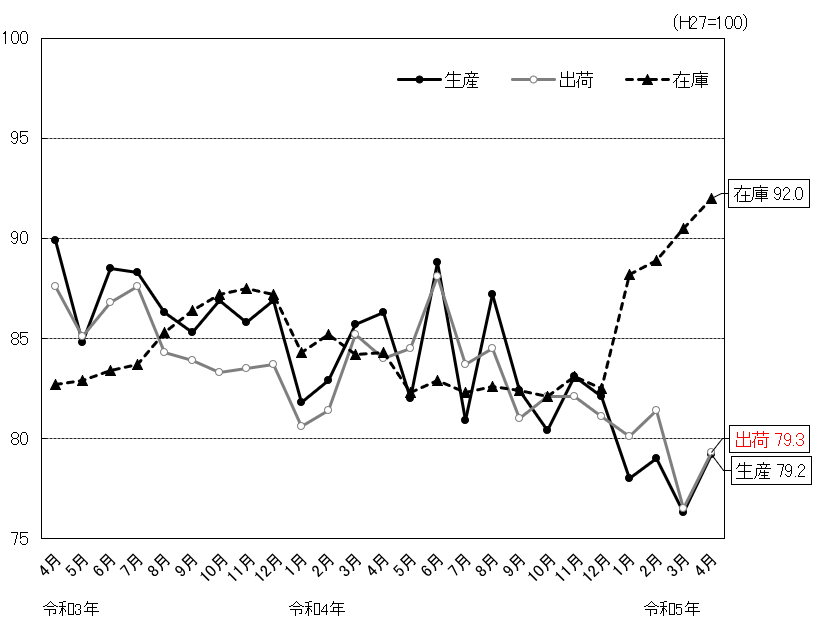 (H27=100)
100
生産 出荷 在庫
95
在庫 92.0
90
85
80
出荷 79.3
生産 79.2
75
4月 5月 6月 7月 8月 9月 10月 11月 12月 1月 2月 3月 4月 5月 6月 7月 8月 9月 10月 11月 12月 1月 2月 3月 4月
令和3年 令和4年 令和5年